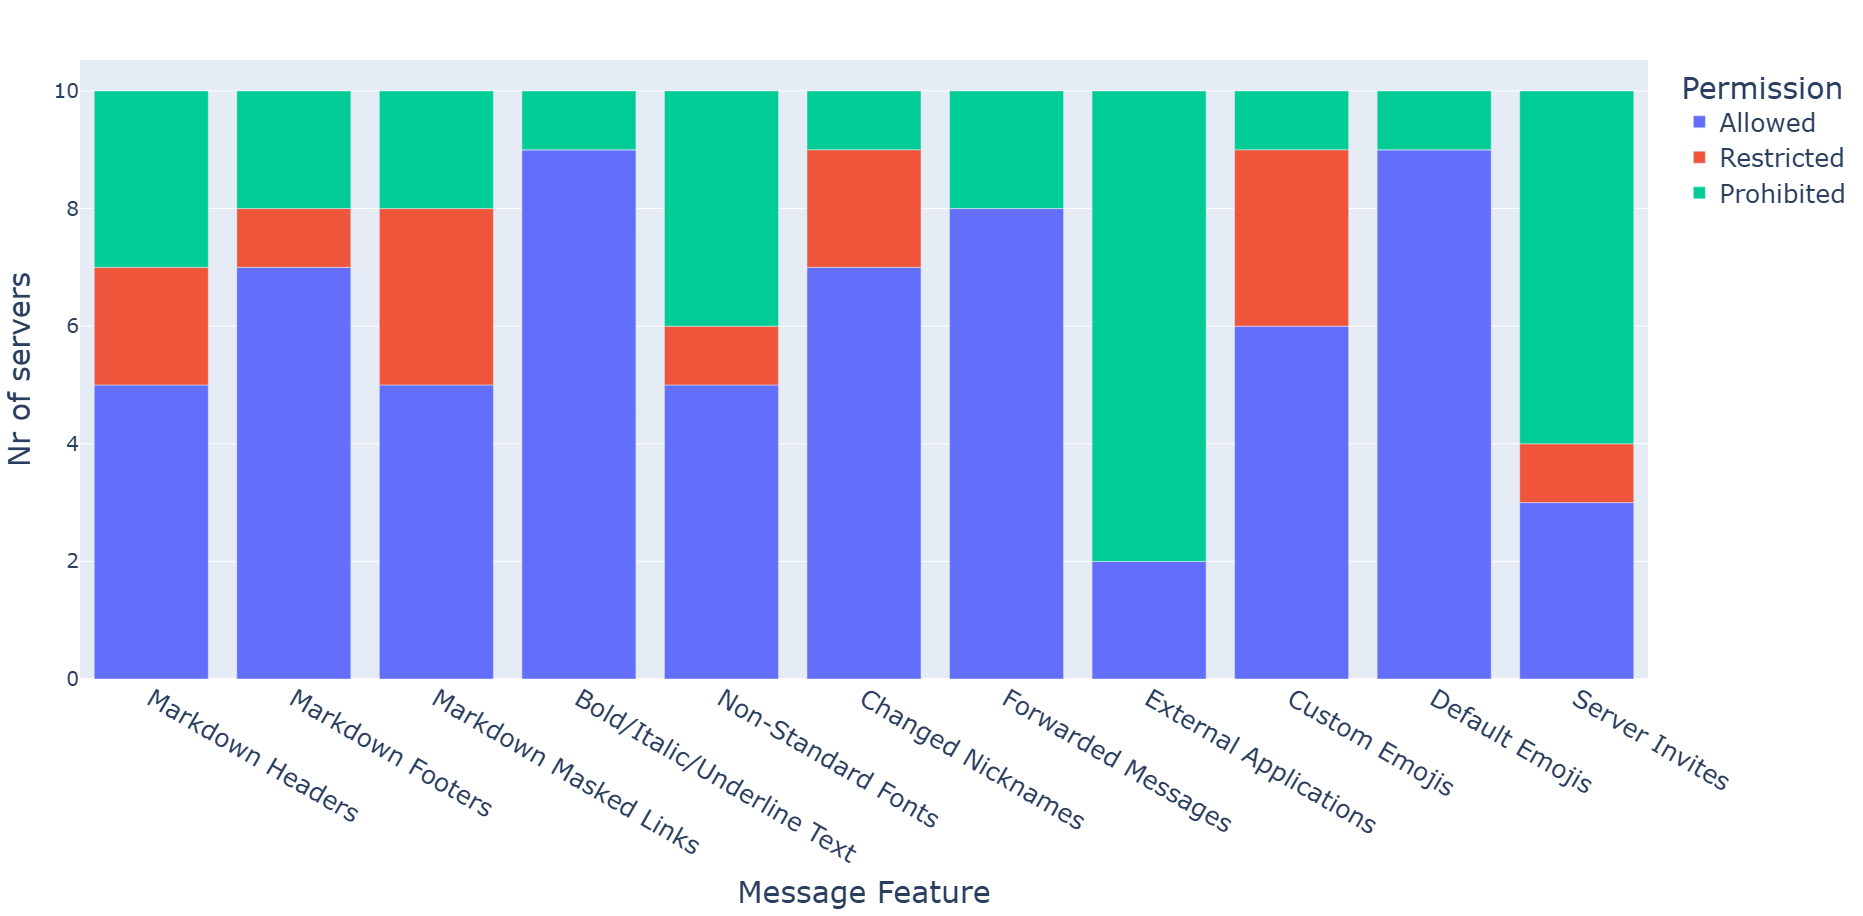 Permission
Allowed
Restricted
Prohibited
Nr of servers
10
8
6
4
2
0
Markdown Headers
Markdown Footers
Markdown Masked Links
Bold/Italic/Underline Text
Non-Standard Fonts
Changed Nicknames
Forwarded Messages
External Applications
Custom Emojis
Default Emojis
Server Invites
Message Feature